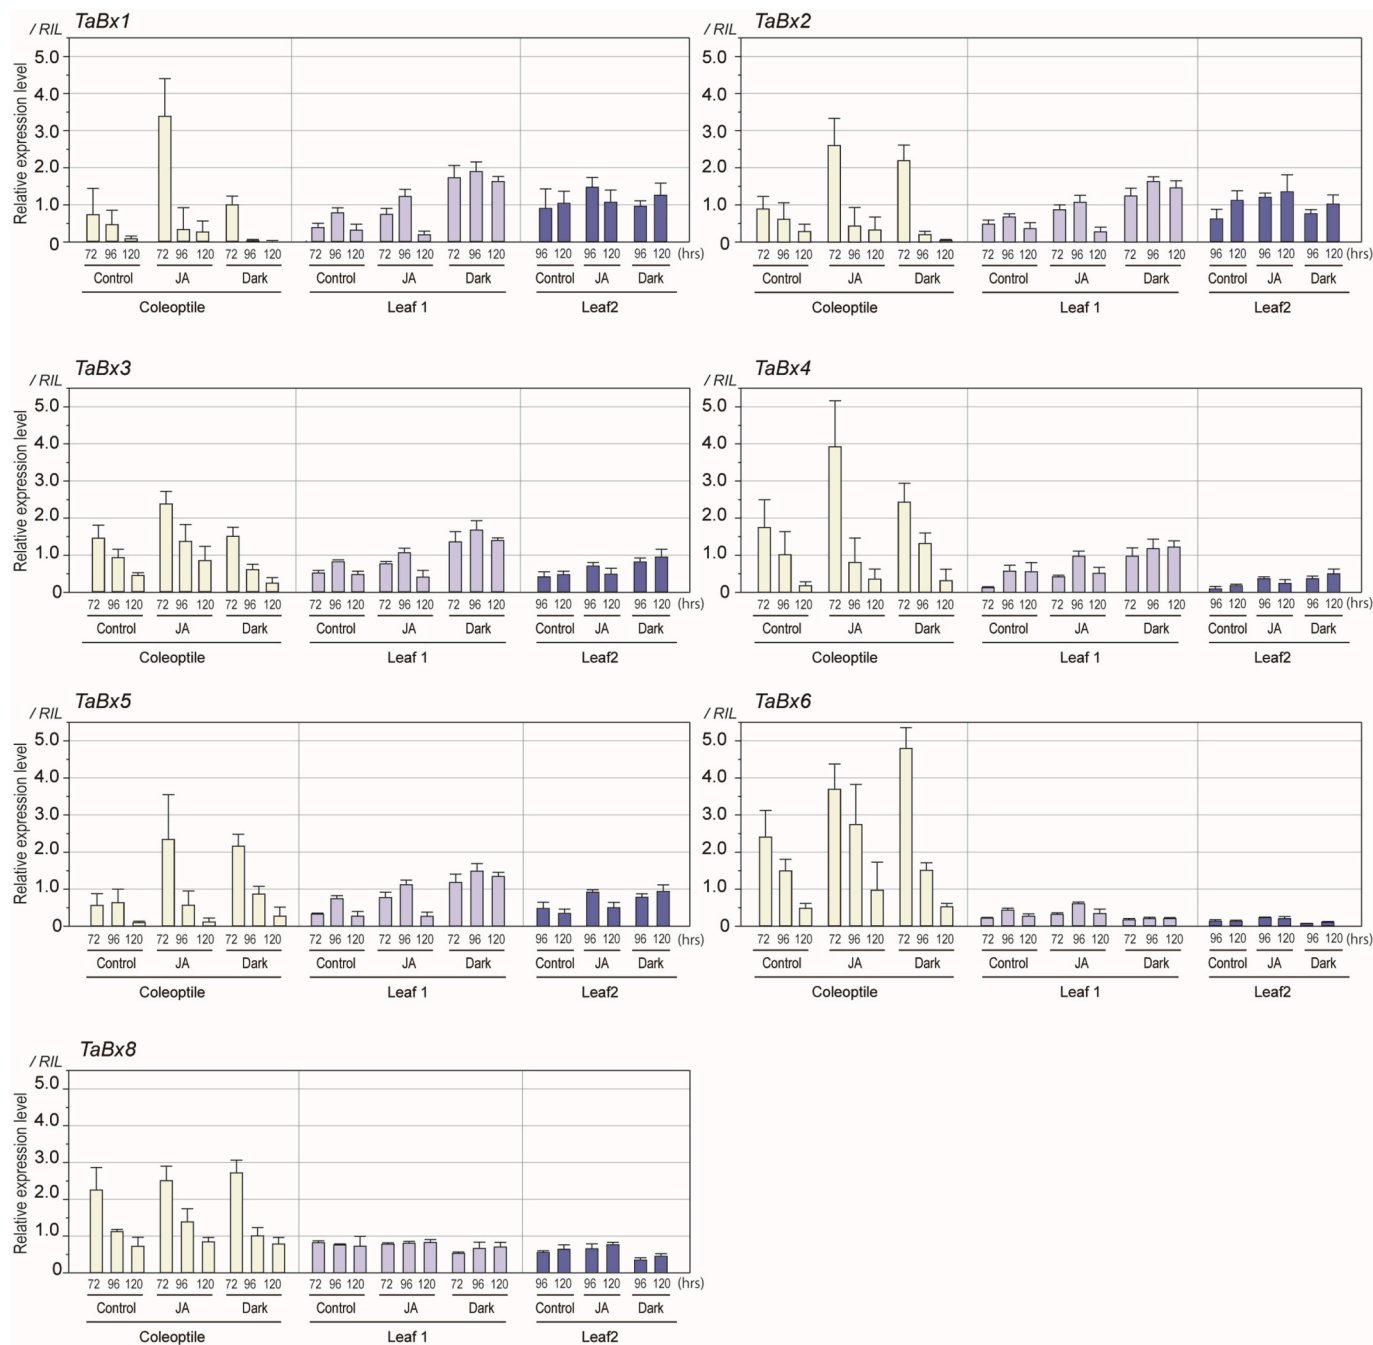 TaBx1
/ RIL
Relative expression level
5.0
4.0
3.0
2.0
1.0
0
72 96 120 72 96 120 72 96 120 72 96 120 72 96 120 72 96 120 96 120 96 120 96 120 (hrs)
Control JA Dark Control JA Dark Control JA Dark
Coleoptile Leaf 1 Leaf2
TaBx2
/ RIL
5.0
4.0
3.0
2.0
1.0
0
72 96 120 72 96 120 72 96 120 72 96 120 72 96 120 72 96 120 96 120 96 120 96 120 (hrs)
Control JA Dark Control JA Dark Control JA Dark
Coleoptile Leaf 1 Leaf2
TaBx3
/ RIL
Relative expression level
5.0
4.0
3.0
2.0
1.0
0
72 96 120 72 96 120 72 96 120 72 96 120 72 96 120 72 96 120 96 120 96 120 96 120 (hrs)
Control JA Dark Control JA Dark Control JA Dark
Coleoptile Leaf 1 Leaf2
TaBx4
/ RIL
5.0
4.0
3.0
2.0
1.0
0
72 96 120 72 96 120 72 96 120 72 96 120 72 96 120 72 96 120 96 120 96 120 96 120 (hrs)
Control JA Dark Control JA Dark Control JA Dark
Coleoptile Leaf 1 Leaf2
TaBx5
/ RIL
Relative expression level
5.0
4.0
3.0
2.0
1.0
0
72 96 120 72 96 120 72 96 120 72 96 120 72 96 120 72 96 120 96 120 96 120 96 120 (hrs)
Control JA Dark Control JA Dark Control JA Dark
Coleoptile Leaf 1 Leaf2
TaBx6
/ RIL
5.0
4.0
3.0
2.0
1.0
0
72 96 120 72 96 120 72 96 120 72 96 120 72 96 120 72 96 120 96 120 96 120 96 120 (hrs)
Control JA Dark Control JA Dark Control JA Dark
Coleoptile Leaf 1 Leaf2
TaBx8
/ RIL
Relative expression level
5.0
4.0
3.0
2.0
1.0
0
72 96 120 72 96 120 72 96 120 72 96 120 72 96 120 72 96 120 96 120 96 120 96 120 (hrs)
Control JA Dark Control JA Dark Control JA Dark
Coleoptile Leaf 1 Leaf2